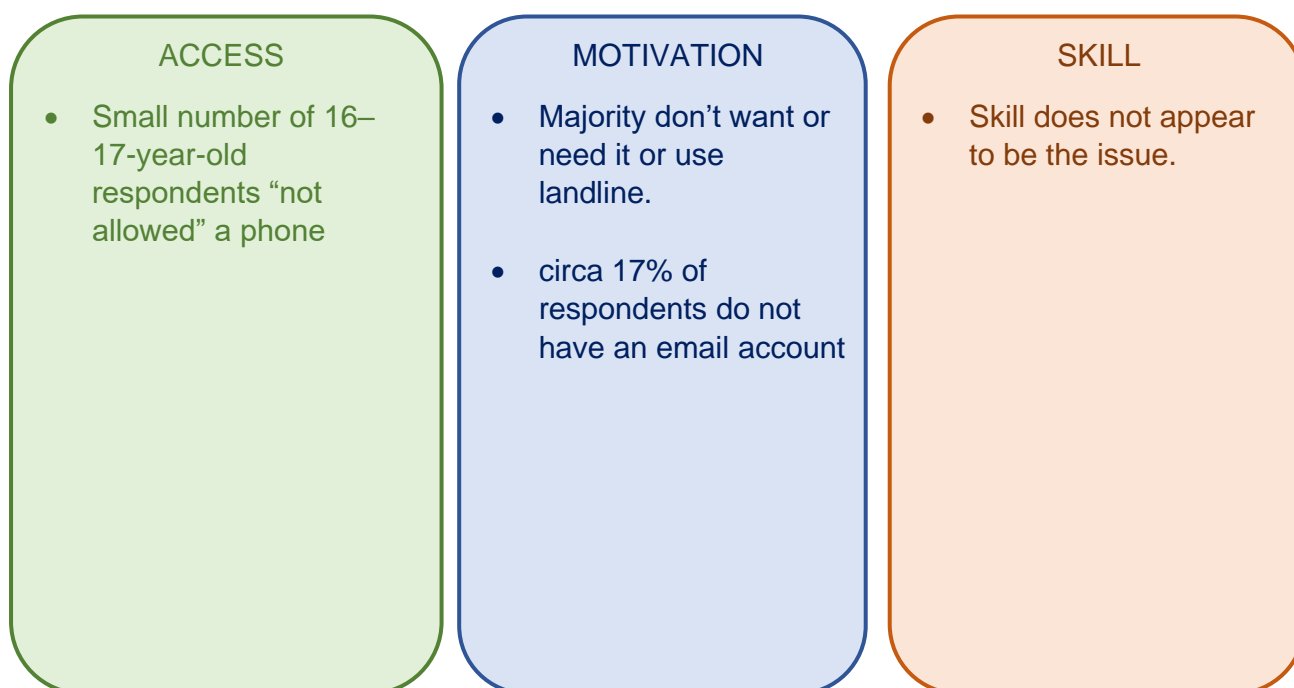 ACCESS
• Small number of 16–
17-year-old
respondents “not
allowed” a phone
MOTIVATION
• Majority don’t want or
need it or use
landline.
• circa 17% of
respondents do not
have an email account
SKILL
• Skill does not appear
to be the issue.